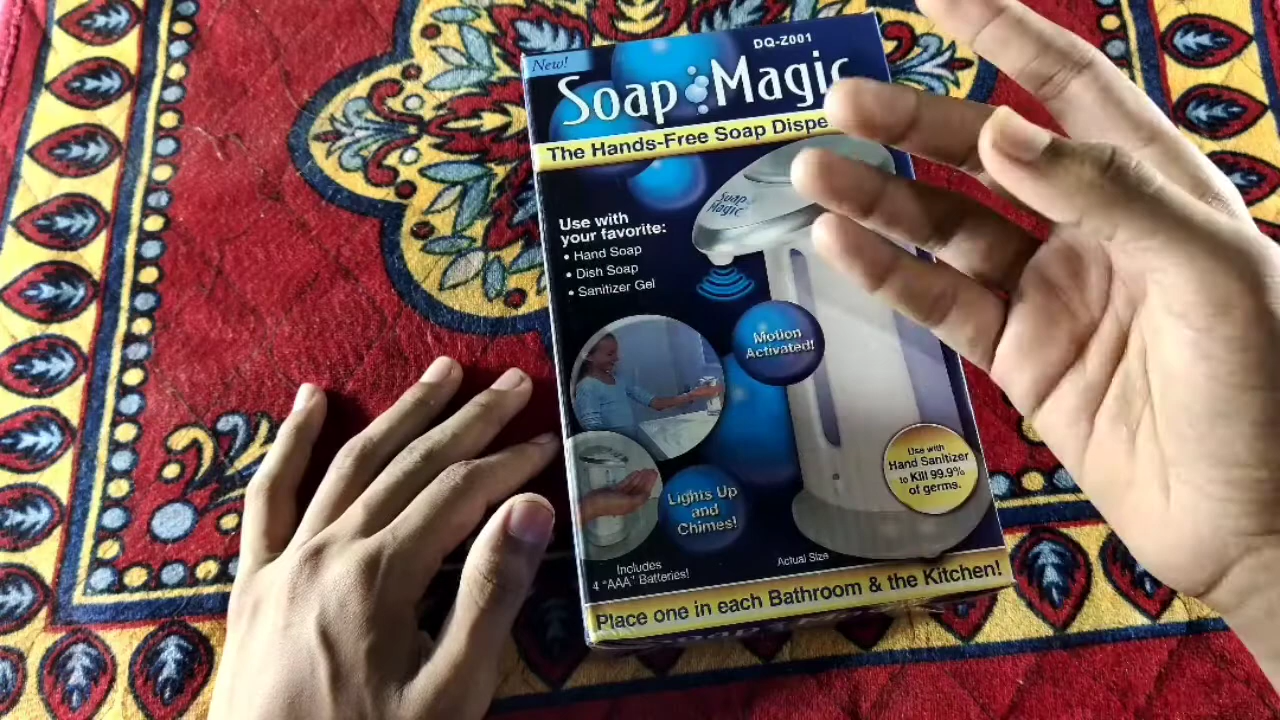 DQ-Z001
New!
Soap Magic
The Hands-Free Soap Dispe
Soap
Magic
Use with
your favorite:
• Hand Soap
• Dish Soap
• Sanitizer Gel
Motion
Activated!
Use with
Hand Sanitizer
to Kill 99.9%
of germs.
Lights Up
and
Chimes!
Includes
4 "AAA" Batteries!
Actual Size
Place one in each Bathroom & the Kitchen!